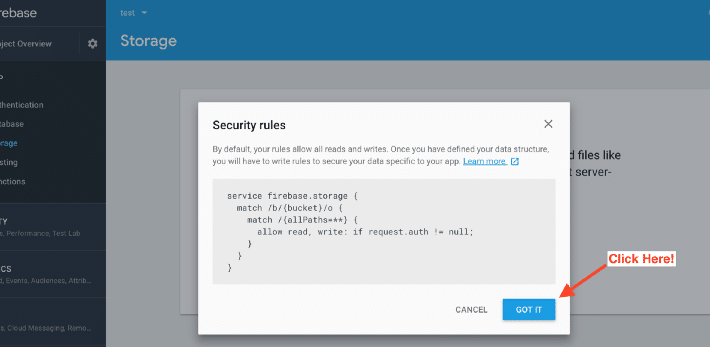 rebase
test
oject Overview
Storage
P
thentication
tabase
orage
sting
nctions
TY
s, Performance, Test Lab
CS
d, Events, Audiences, Attrib...
s, Cloud Messaging, Remo...
d files like
t server-
Security rules
By default, your rules allow all reads and writes. Once you have defined your data structure,
you will have to write rules to secure your data specific to your app. Learn more
service firebase.storage {
match /b/{bucket}/o {
match /{allPaths=**} {
allow read, write: if request.auth != null;
}
}
}
Click Here!
CANCEL
GOT IT